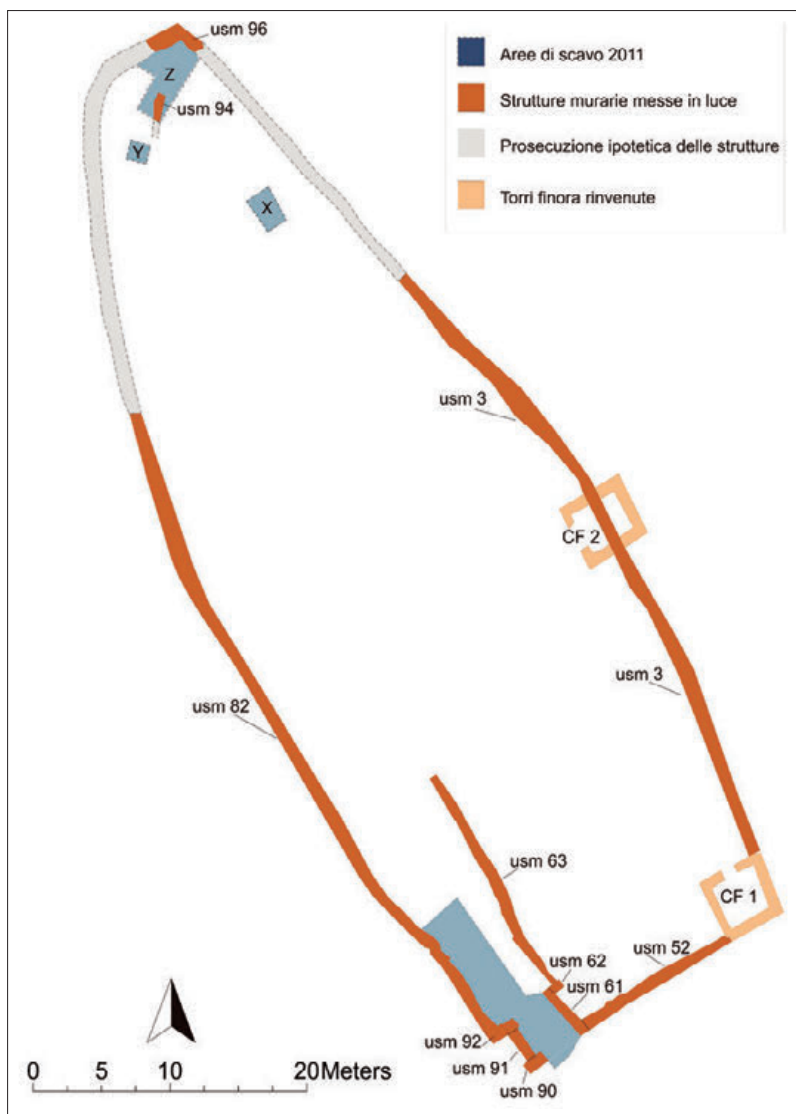 usm 96
Z
usm 94
Y
X
Aree di scavo 2011
Strutture murarie messe in luce
Prosecuzione ipotetica delle strutture
Torri finora rinvenute
usm 3
CF 2
usm 3
usm 82
usm 63
CF 1
usm 62
usm 52
usm 61
usm 92
usm 91
usm 90
0 5 10 20 Meters